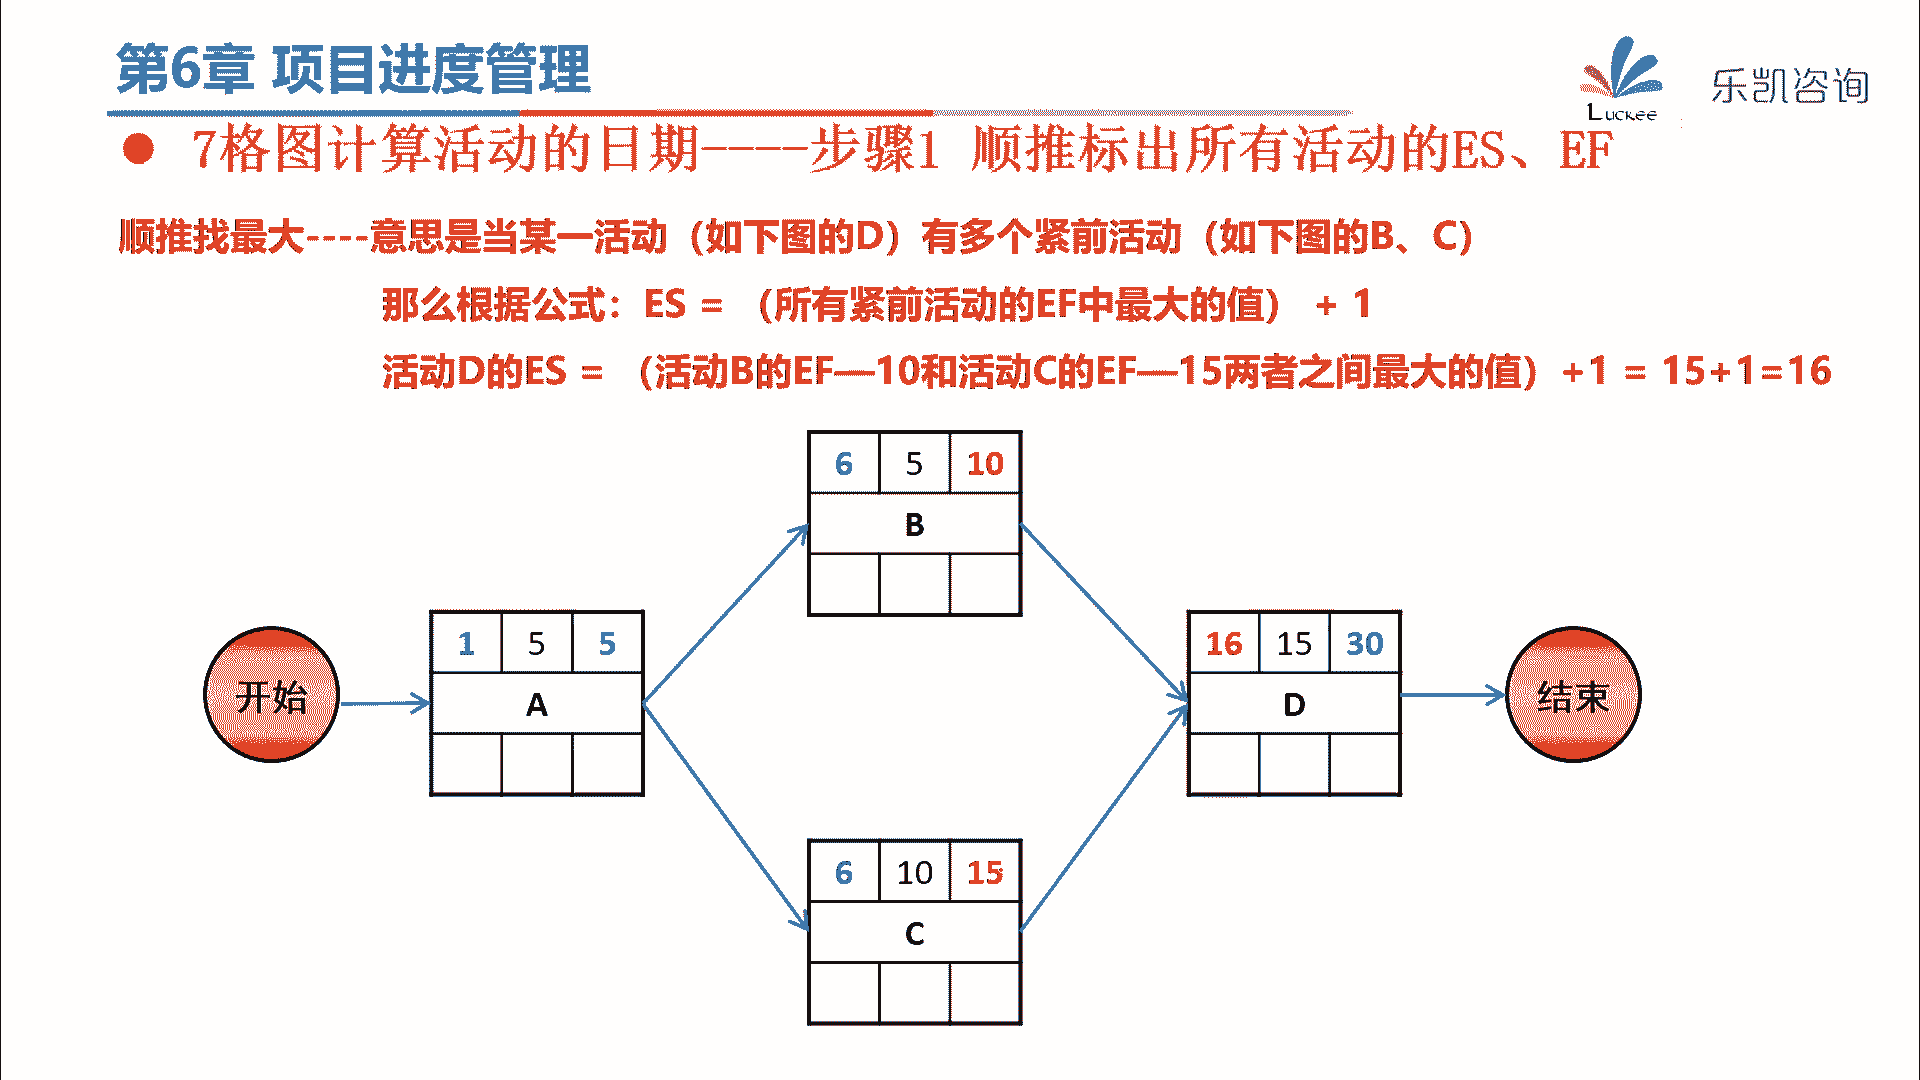 第6章 项目进度管理
Luckee 乐凯咨询
● 7格图计算活动的日期----步骤1 顺推标出所有活动的ES、EF
顺推找最大----意思是当某一活动（如下图的D）有多个紧前活动（如下图的B、C）
那么根据公式：ES = （所有紧前活动的EF中最大的值） + 1
活动D的ES = （活动B的EF—10和活动C的EF—15两者之间最大的值）+1 = 15+1=16
6 5 10
B
开始
1 5 5
A
16 15 30
D
结束
6 10 15
C